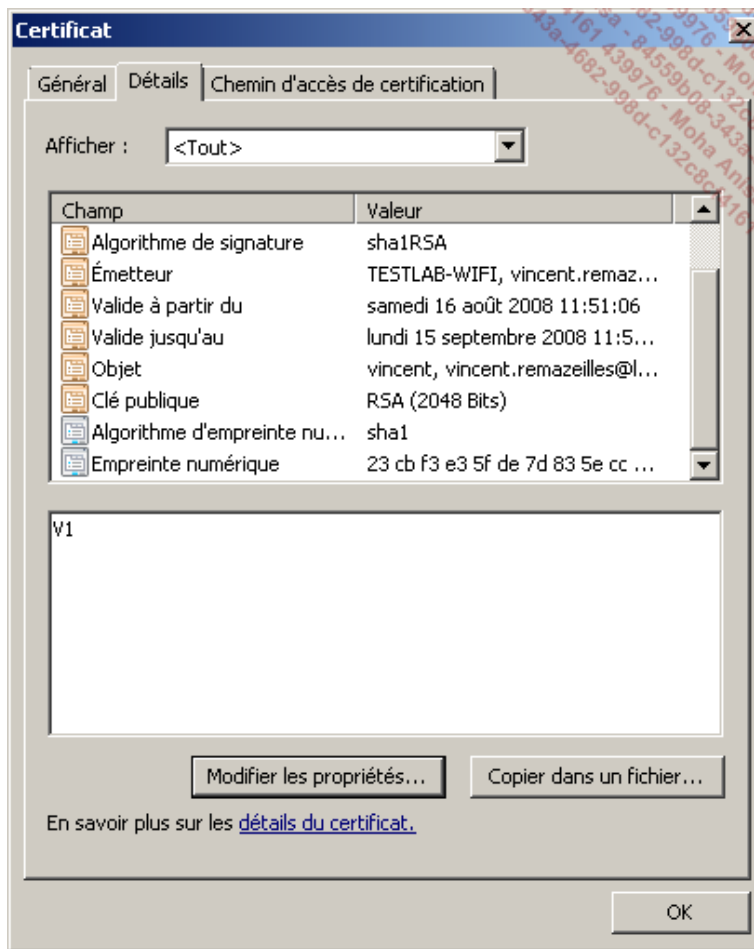 Certificat
Général Détails Chemin d'accès de certification
Afficher : <Tout>
Champ Valeur
Algorithme de signature sha1RSA
Émetteur TESTLAB-WIFI, vincent.remaz...
Valide à partir du samedi 16 août 2008 11:51:06
Valide jusqu'au lundi 15 septembre 2008 11:5...
Objet vincent, vincent.remazeilles@l...
Clé publique RSA (2048 Bits)
Algorithme d'empreinte nu... sha1
Empreinte numérique 23 cb f3 e3 5f de 7d 83 5e cc ...
V1
Modifier les propriétés... Copier dans un fichier...
En savoir plus sur les détails du certificat.
OK